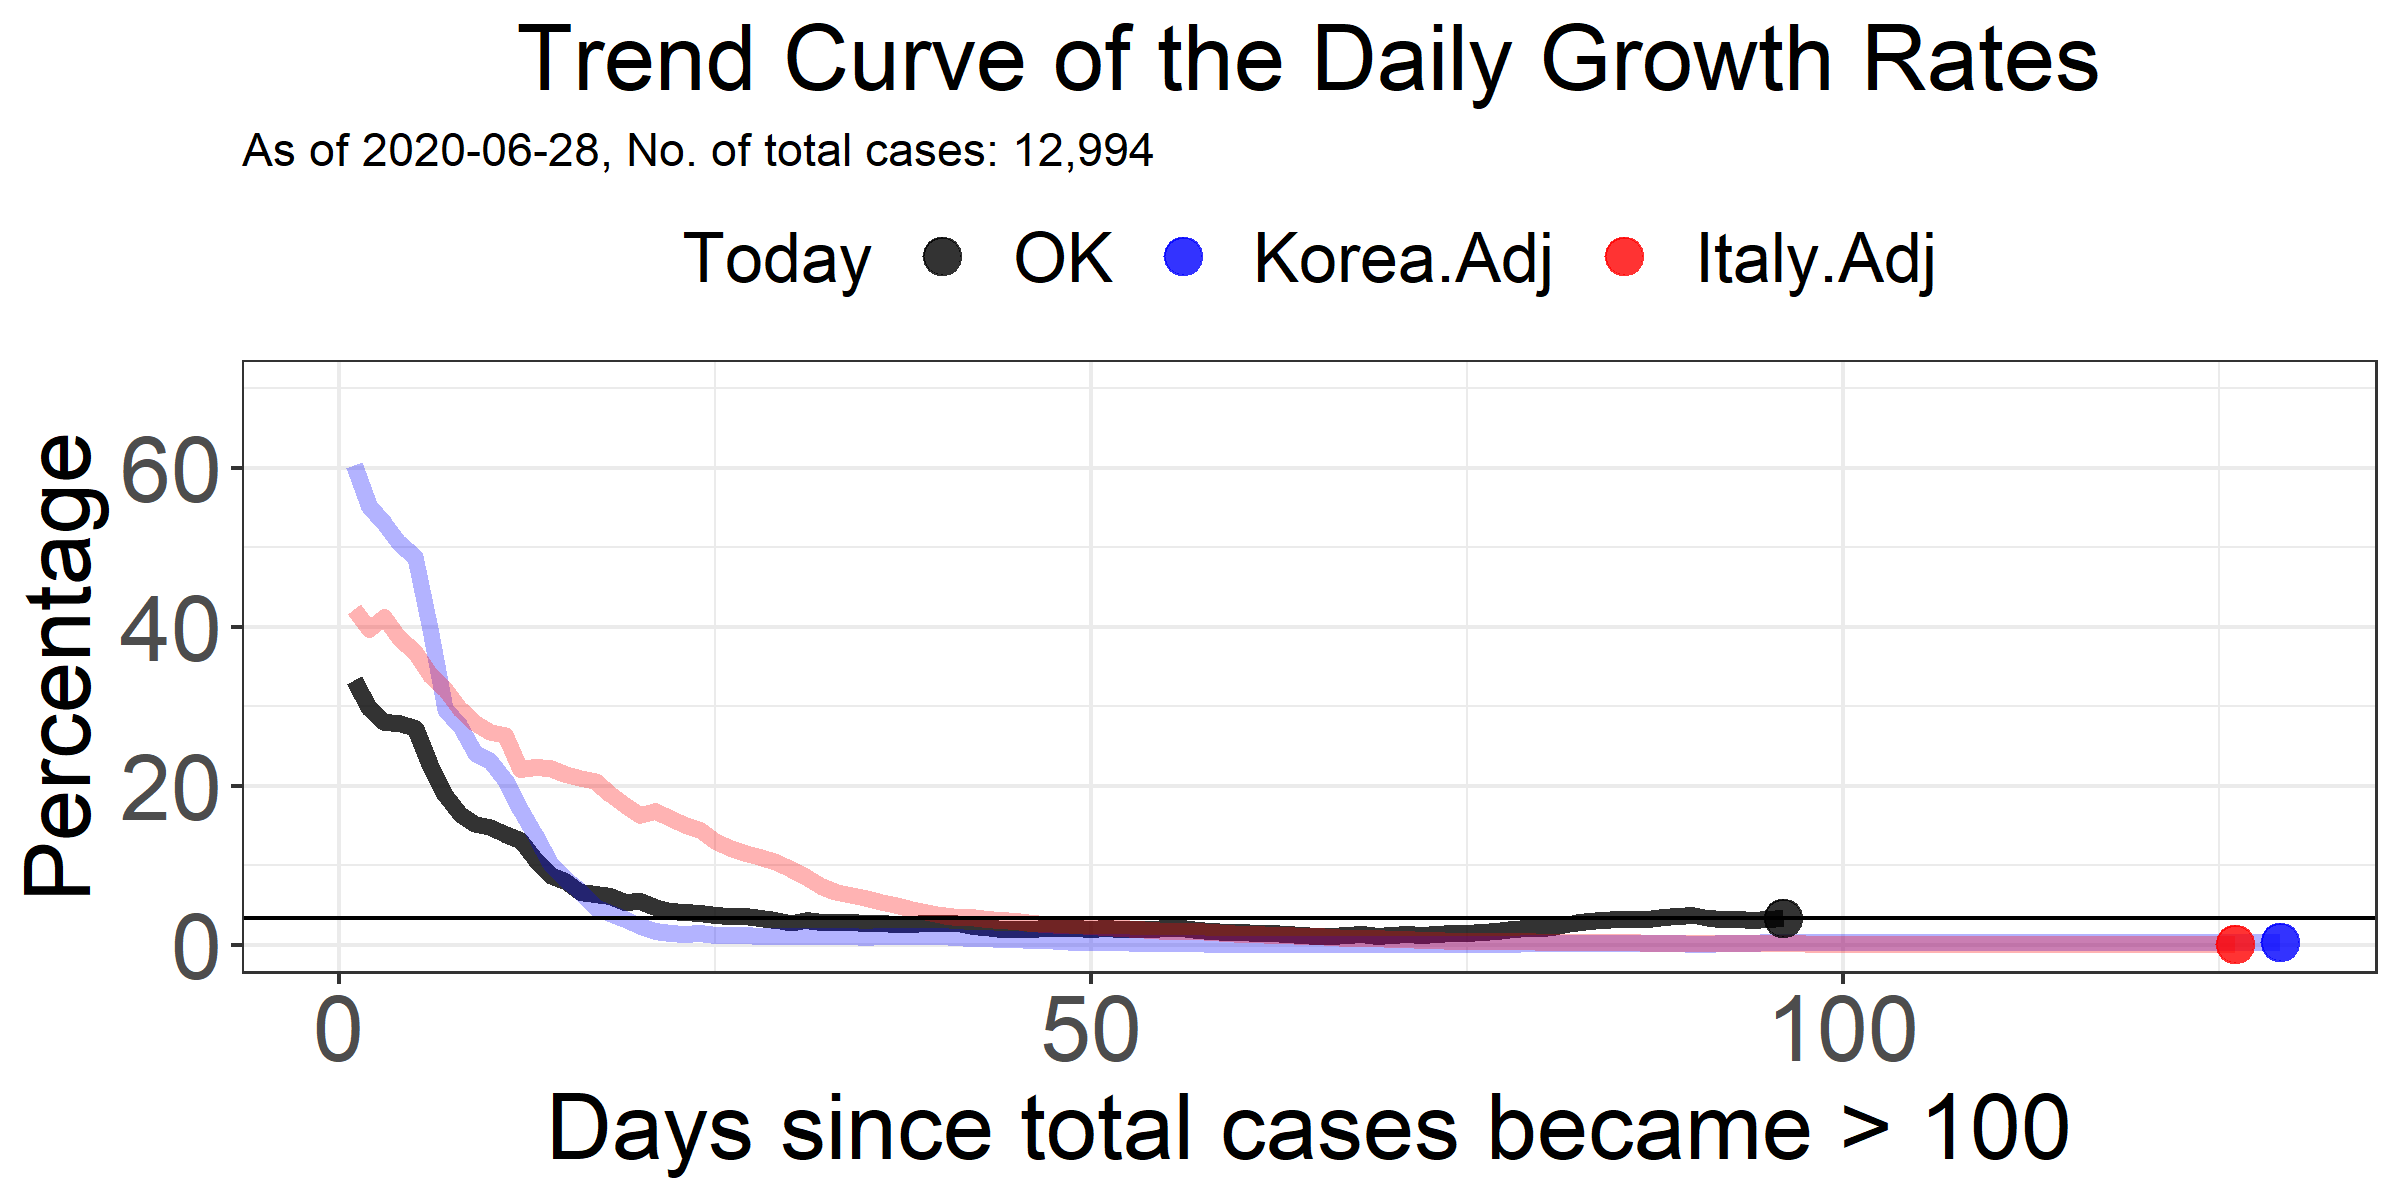 Trend Curve of the Daily Growth Rates
As of 2020-06-28, No. of total cases: 12,994
Today OK Korea.Adj Italy.Adj
Percentage
60
40
20
0
0 50 100
Days since total cases became > 100